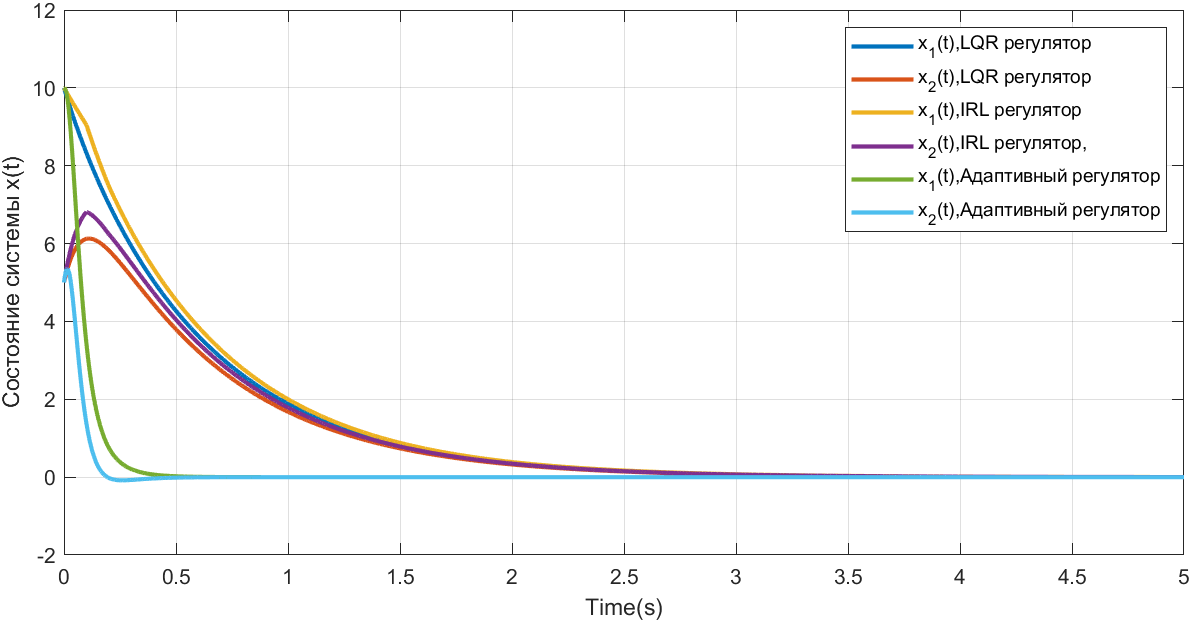 12
10
8
6
4
2
0
-2
Состояние системы x(t)
x1(t),LQR регулятор
x2(t),LQR регулятор
x1(t),IRL регулятор
x2(t),IRL регулятор,
x1(t),Адаптивный регулятор
x2(t),Адаптивный регулятор
0 0.5 1 1.5 2 2.5 3 3.5 4 4.5 5
Time(s)